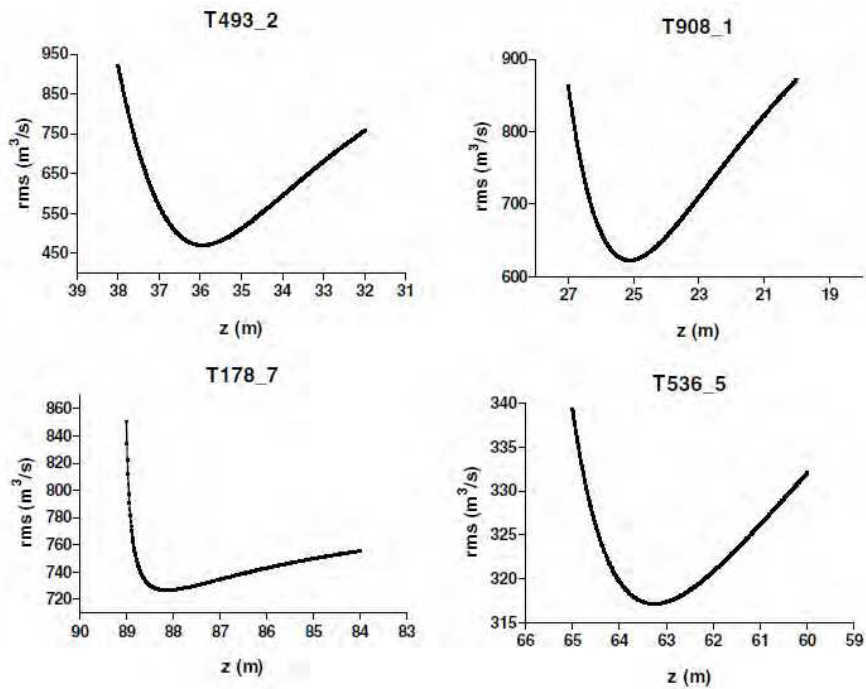 T493_2
950
850
750
650
550
450
rms (m³/s)
39 38 37 36 35 34 33 32 31
z (m)
T908_1
900
800
700
600
rms (m³/s)
27 25 23 21 19
z (m)
T178_7
860
840
820
800
780
760
740
720
rms (m³/s)
90 89 88 87 86 85 84 83
z (m)
T536_5
340
335
330
325
320
315
rms (m³/s)
66 65 64 63 62 61 60 59
z (m)